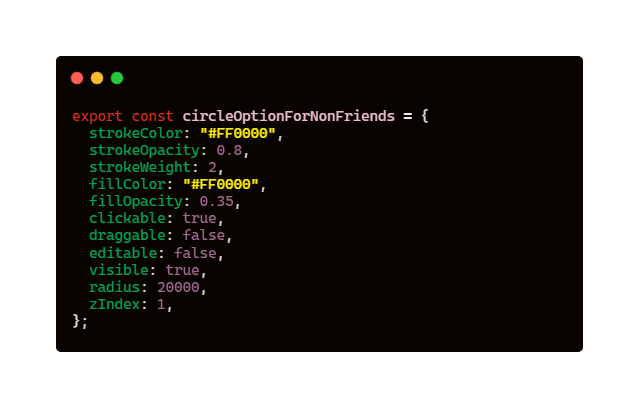 export const circleOptionForNonFriends = {
  strokeColor: "#FF0000",
  strokeOpacity: 0.8,
  strokeWeight: 2,
  fillColor: "#FF0000",
  fillOpacity: 0.35,
  clickable: true,
  draggable: false,
  editable: false,
  visible: true,
  radius: 20000,
  zIndex: 1,
};